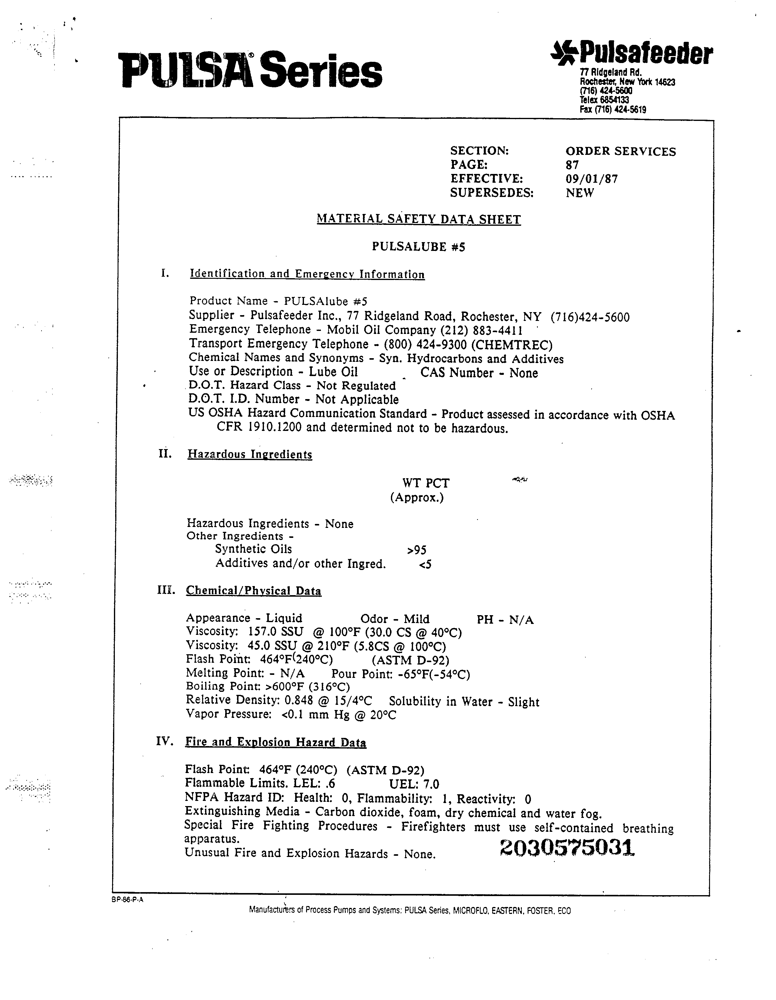 PULSA® Series
Pulsafeeder
77 Ridgeland Rd.
Rochester, New York 14623
(716) 424-5600
Telex 6854133
Fax (716) 424-5619
SECTION: ORDER SERVICES
PAGE: 87
EFFECTIVE: 09/01/87
SUPERSEDES: NEW
MATERIAL SAFETY DATA SHEET
PULSALUBE #5
I. Identification and Emergency Information
Product Name - PULSAlube #5
Supplier - Pulsafeeder Inc., 77 Ridgeland Road, Rochester, NY (716)424-5600
Emergency Telephone - Mobil Oil Company (212) 883-4411
Transport Emergency Telephone - (800) 424-9300 (CHEMTREC)
Chemical Names and Synonyms - Syn. Hydrocarbons and Additives
Use or Description - Lube Oil CAS Number - None
D.O.T. Hazard Class - Not Regulated
D.O.T. I.D. Number - Not Applicable
US OSHA Hazard Communication Standard - Product assessed in accordance with OSHA
CFR 1910.1200 and determined not to be hazardous.
II. Hazardous Ingredients
WT PCT
(Approx.)
Hazardous Ingredients - None
Other Ingredients -
Synthetic Oils >95
Additives and/or other Ingred. <5
III. Chemical/Physical Data
Appearance - Liquid Odor - Mild PH - N/A
Viscosity: 157.0 SSU @ 100°F (30.0 CS @ 40°C)
Viscosity: 45.0 SSU @ 210°F (5.8CS @ 100°C)
Flash Point: 464°F(240°C) (ASTM D-92)
Melting Point: - N/A Pour Point: -65°F(-54°C)
Boiling Point: >600°F (316°C)
Relative Density: 0.848 @ 15/4°C Solubility in Water - Slight
Vapor Pressure: <0.1 mm Hg @ 20°C
IV. Fire and Explosion Hazard Data
Flash Point: 464°F (240°C) (ASTM D-92)
Flammable Limits. LEL: .6 UEL: 7.0
NFPA Hazard ID: Health: 0, Flammability: 1, Reactivity: 0
Extinguishing Media - Carbon dioxide, foam, dry chemical and water fog.
Special Fire Fighting Procedures - Firefighters must use self-contained breathing
apparatus.
Unusual Fire and Explosion Hazards - None.
2030575031
BP-66-P-A
Manufacturers of Process Pumps and Systems: PULSA Series, MICROFLO, EASTERN, FOSTER, ECO